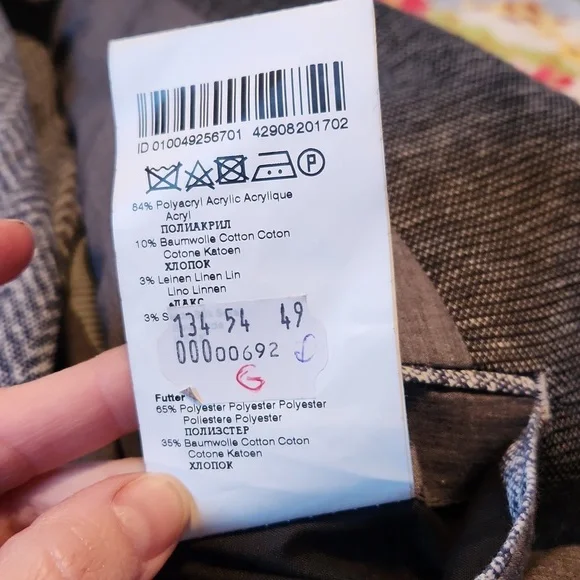 ID 010049256701 42908201702
P
84% Polyacryl Acrylic Acrylique
Acryl
ПОЛИАКРИЛ
10% Baumwolle Cotton Coton
Cotone Katoen
ХЛОПОК
3% Leinen Linen Lin
Lino Linnen
3%
134 54 49
00000692
G
Futter
65% Polyester Polyester Polyester
Poliestere Polyester
ПОЛИЭСТЕР
35% Baumwolle Cotton Coton
Cotone Katoen
ХЛОПОК